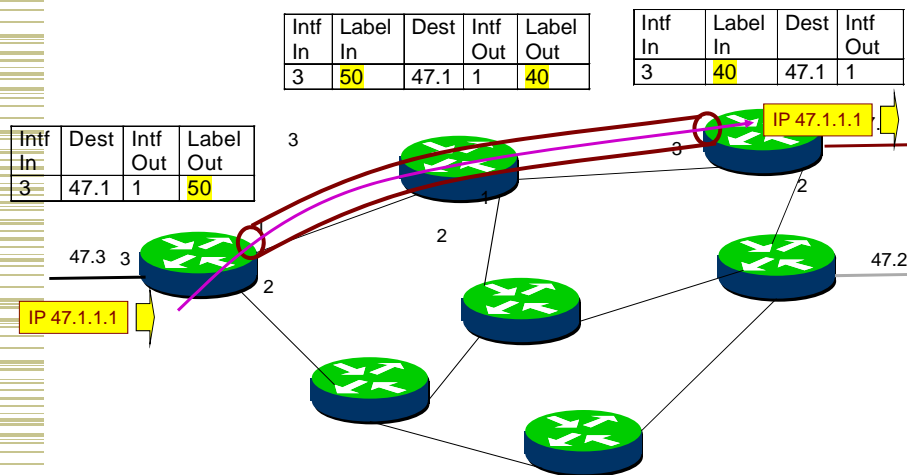 Intf Label Dest Intf Label
In In Out Out
3 50 47.1 1 40
Intf Label Dest Intf
In In Out
3 40 47.1 1
Intf Dest Intf Label
In Out Out
3 47.1 1 50
3
IP 47.1.1.1
3
1
2
2
47.3 3
2
47.2
IP 47.1.1.1